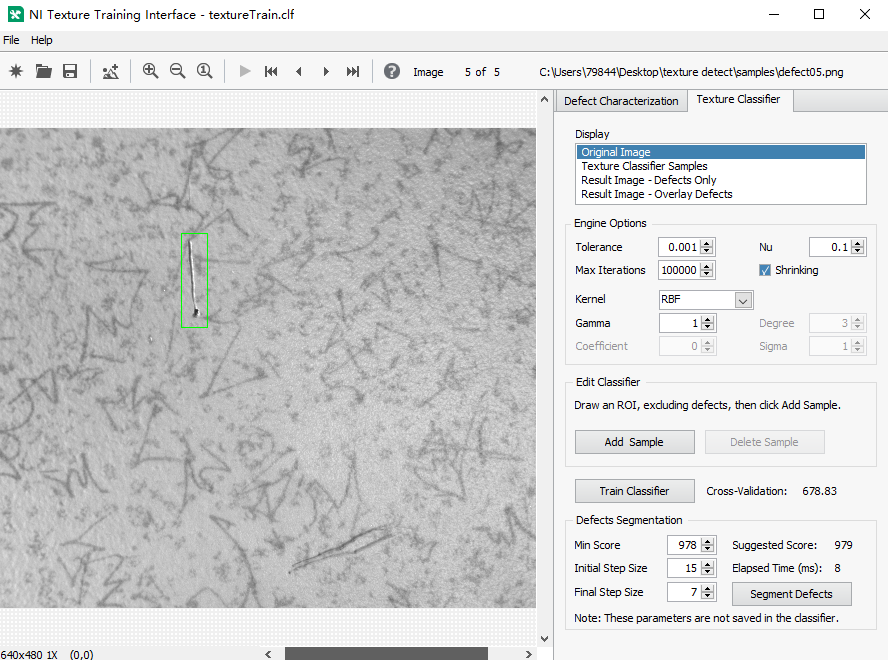 NI Texture Training Interface - textureTrain.clf
File Help
Image 5 of 5 C:\Users\79844\Desktop\texture detect\samples\defect05.png
Defect Characterization Texture Classifier
Display
Original Image
Texture Classifier Samples
Result Image - Defects Only
Result Image - Overlay Defects
Engine Options
Tolerance 0.001 Nu 0.1
Max Iterations 100000 Shrinking
Kernel RBF
Gamma 1 Degree 3
Coefficient 0 Sigma 1
Edit Classifier
Draw an ROI, excluding defects, then click Add Sample.
Add Sample Delete Sample
Train Classifier Cross-Validation: 678.83
Defects Segmentation
Min Score 978 Suggested Score: 979
Initial Step Size 15 Elapsed Time (ms): 8
Final Step Size 7 Segment Defects
Note: These parameters are not saved in the classifier.
640x480 1X (0,0)